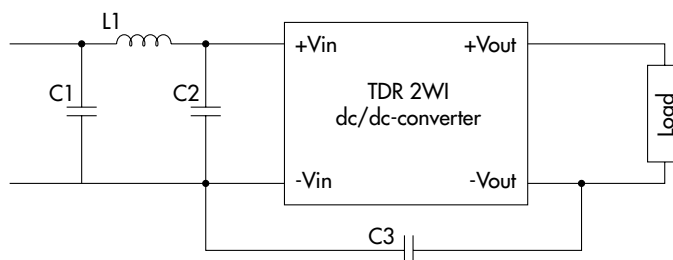 L1
+Vin
+Vout
C1
C2
TDR 2WI
dc/dc-converter
Load
-Vin
-Vout
C3